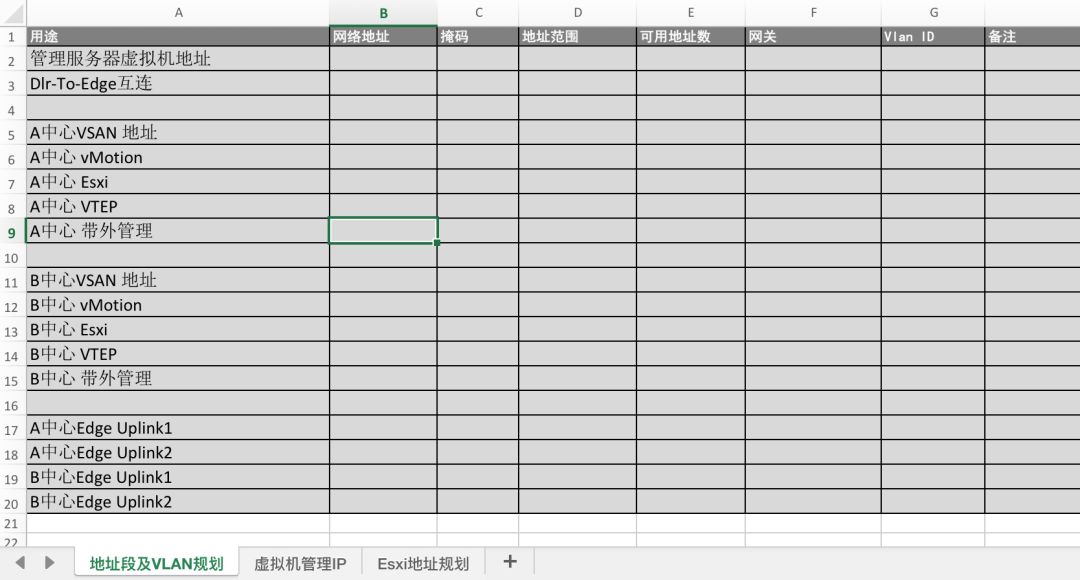 A B C D E F G
1 用途 网络地址 掩码 地址范围 可用地址数 网关 Vlan ID 备注
2 管理服务器虚拟机地址
3 Dlr-To-Edge互连
4
5 A中心VSAN 地址
6 A中心 vMotion
7 A中心 Esxi
8 A中心 VTEP
9 A中心 带外管理
10
11 B中心VSAN 地址
12 B中心 vMotion
13 B中心 Esxi
14 B中心 VTEP
15 B中心 带外管理
16
17 A中心Edge Uplink1
18 A中心Edge Uplink2
19 B中心Edge Uplink1
20 B中心Edge Uplink2
21
22
地址段及VLAN规划 虚拟机管理IP Esxi地址规划 +